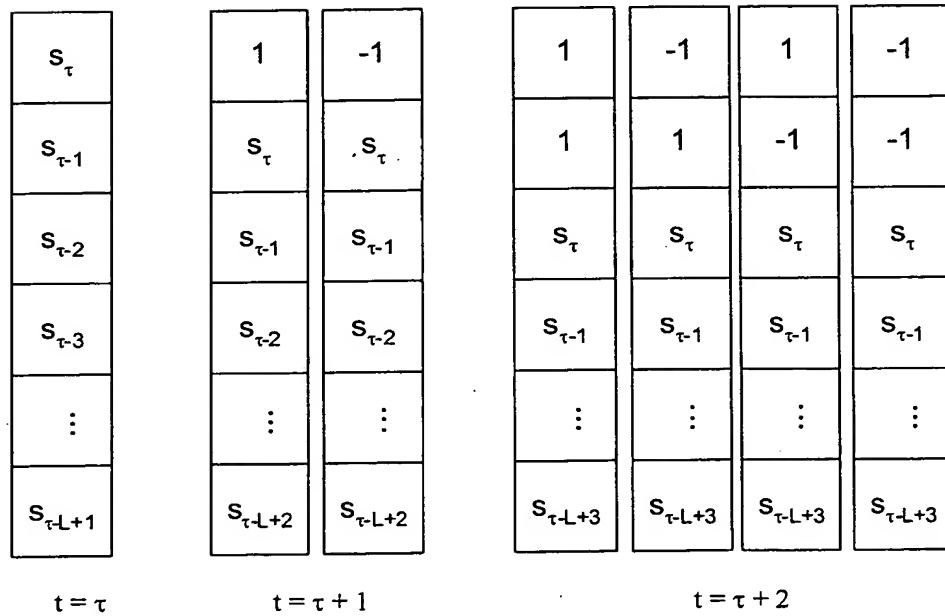 s_τ 1 -1 1 -1 1 -1
s_τ-1 s_τ s_τ 1 1 -1 -1
s_τ-2 s_τ-1 s_τ-1 s_τ s_τ s_τ s_τ
s_τ-3 s_τ-2 s_τ-2 s_τ-1 s_τ-1 s_τ-1 s_τ-1
⋮ ⋮ ⋮ ⋮ ⋮ ⋮ ⋮
s_τ-L+1 s_τ-L+2 s_τ-L+2 s_τ-L+3 s_τ-L+3 s_τ-L+3 s_τ-L+3
t = τ t = τ + 1 t = τ + 2